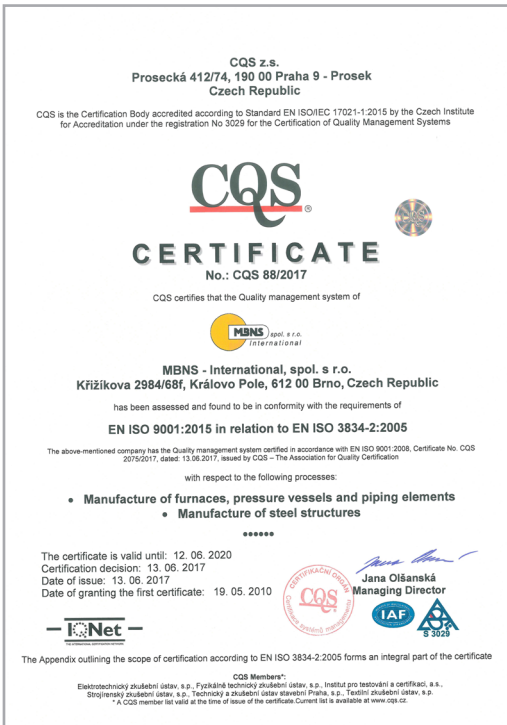 CQS z.s.
Prosecká 412/74, 190 00 Praha 9 - Prosek
Czech Republic
CQS is the Certification Body accredited according to Standard EN ISO/IEC 17021-1:2015 by the Czech Institute
for Accreditation under the registration No 3029 for the Certification of Quality Management Systems
CQS®
CERTIFICATE
No.: CQS 88/2017
CQS certifies that the Quality management system of
MBNS spol. s r.o.
international
MBNS - International, spol. s r.o.
Křižíkova 2984/68f, Královo Pole, 612 00 Brno, Czech Republic
has been assessed and found to be in conformity with the requirements of
EN ISO 9001:2015 in relation to EN ISO 3834-2:2005
The above-mentioned company has the Quality management system certified in accordance with EN ISO 9001:2008, Certificate No. CQS
2075/2017, dated: 13.06.2017, issued by CQS – The Association for Quality Certification
with respect to the following processes:
• Manufacture of furnaces, pressure vessels and piping elements
• Manufacture of steel structures
••••••
The certificate is valid until: 12. 06. 2020
Certification decision: 13. 06. 2017
Date of issue: 13. 06. 2017
Date of granting the first certificate: 19. 05. 2010
CERTIFIKAČNÍ ORGÁN
CQS
Certifikace systémů managementu
Jana Olšanská
Managing Director
IQNet
THE INTERNATIONAL CERTIFICATION NETWORK
IAF
S 3029
The Appendix outlining the scope of certification according to EN ISO 3834-2:2005 forms an integral part of the certificate
CQS Members*:
Elektrotechnický zkušební ústav, s.p., Fyzikálně technický zkušební ústav, s.p., Institut pro testování a certifikaci, a.s.,
Strojírenský zkušební ústav, s.p., Technický a zkušební ústav stavební Praha, s.p., Textilní zkušební ústav, s.p.
* A CQS member list valid at the time of issue of the certificate.Current list is available at www.cqs.cz.